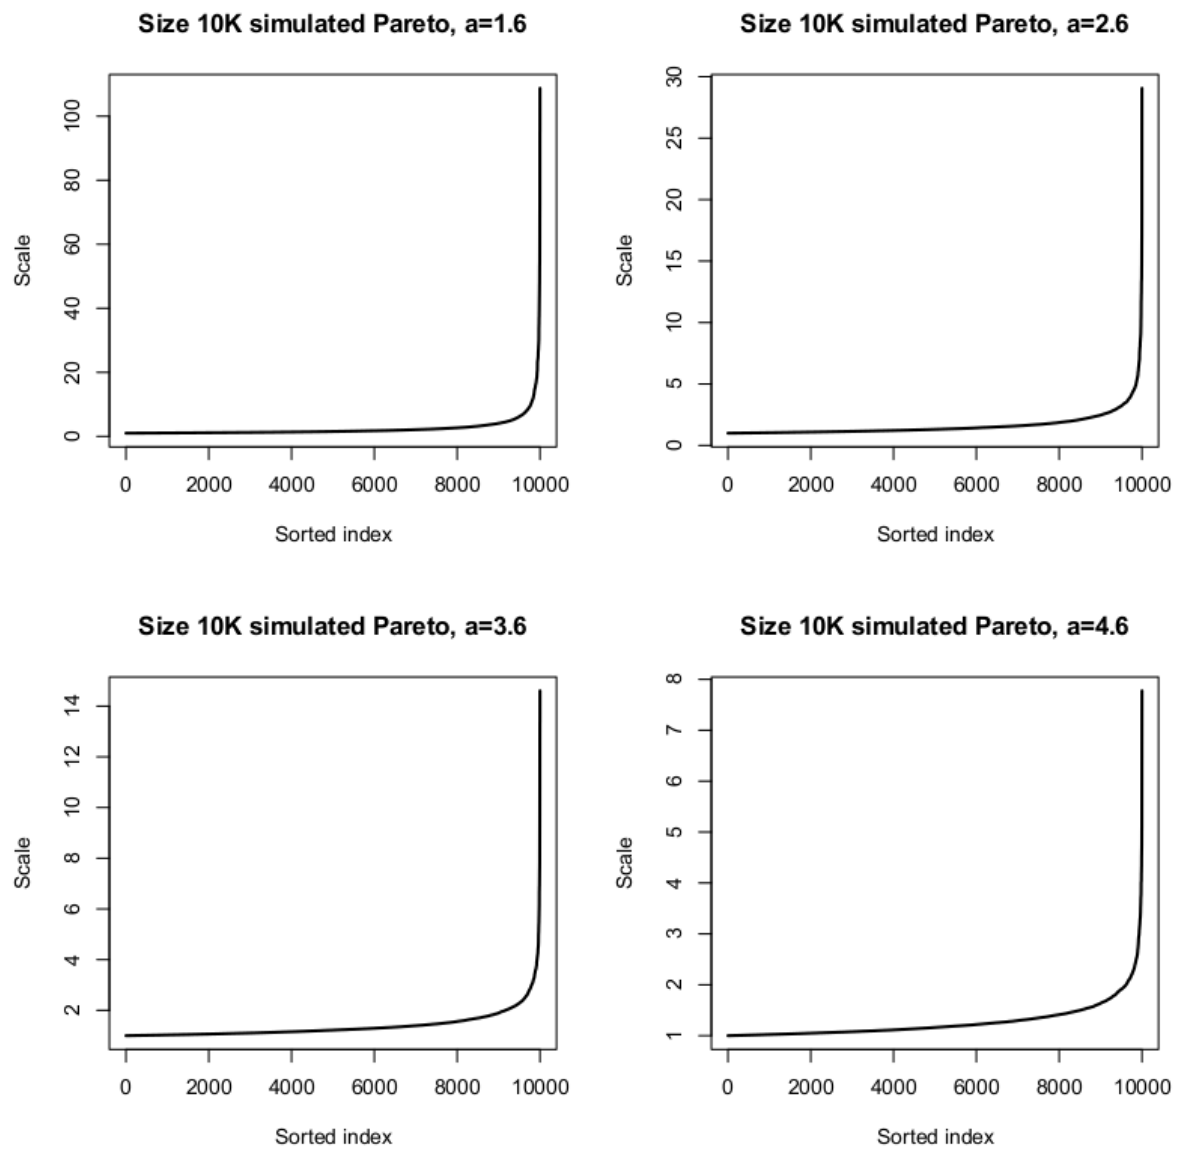 Size 10K simulated Pareto, a=1.6
Scale
100
80
60
40
20
0
0 2000 4000 6000 8000 10000
Sorted index
Size 10K simulated Pareto, a=2.6
Scale
30
25
20
15
10
5
0
0 2000 4000 6000 8000 10000
Sorted index
Size 10K simulated Pareto, a=3.6
Scale
14
12
10
8
6
4
2
0 2000 4000 6000 8000 10000
Sorted index
Size 10K simulated Pareto, a=4.6
Scale
8
7
6
5
4
3
2
1
0 2000 4000 6000 8000 10000
Sorted index